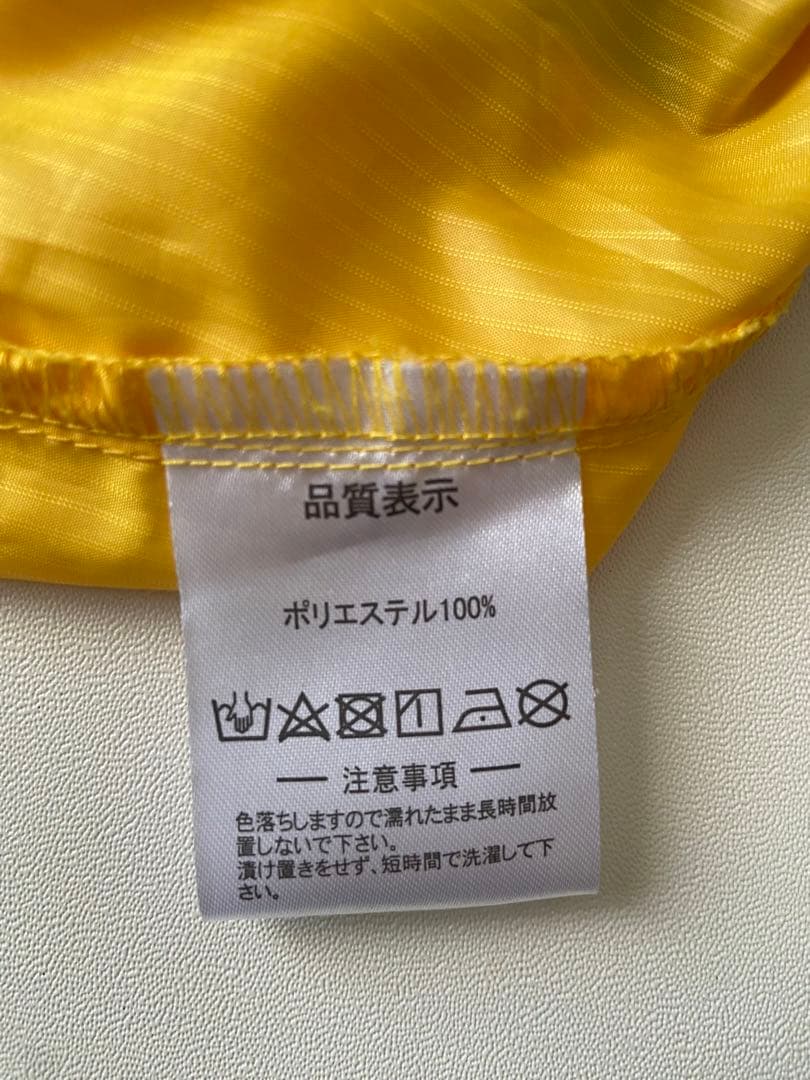 品質表示
ポリエステル100%
注意事項
色落ちしますので濡れたまま長時間放
置しないで下さい。
漬け置きをせず、短時間で洗濯して下
さい。